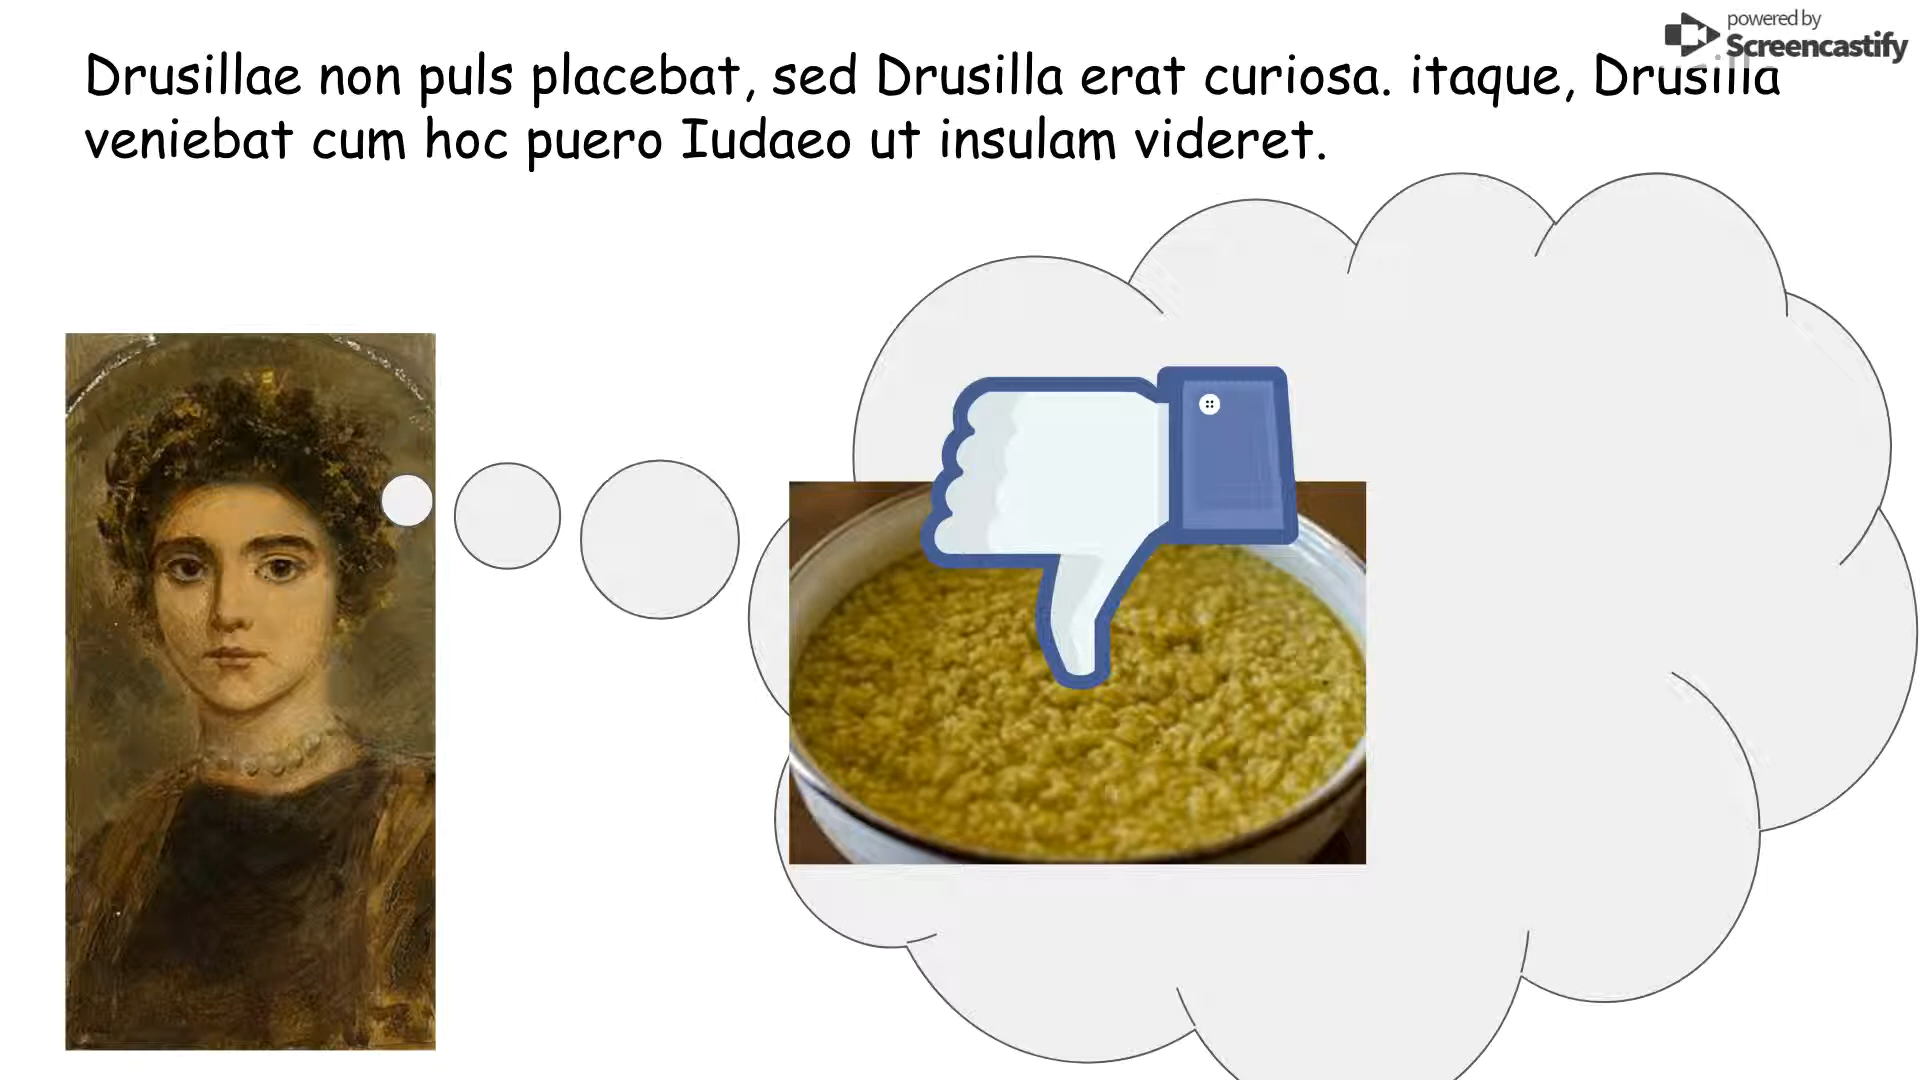 powered by
Screencastify
Drusillae non puls placebat, sed Drusilla erat curiosa. itaque, Drusilla
veniebat cum hoc puero Iudaeo ut insulam videret.